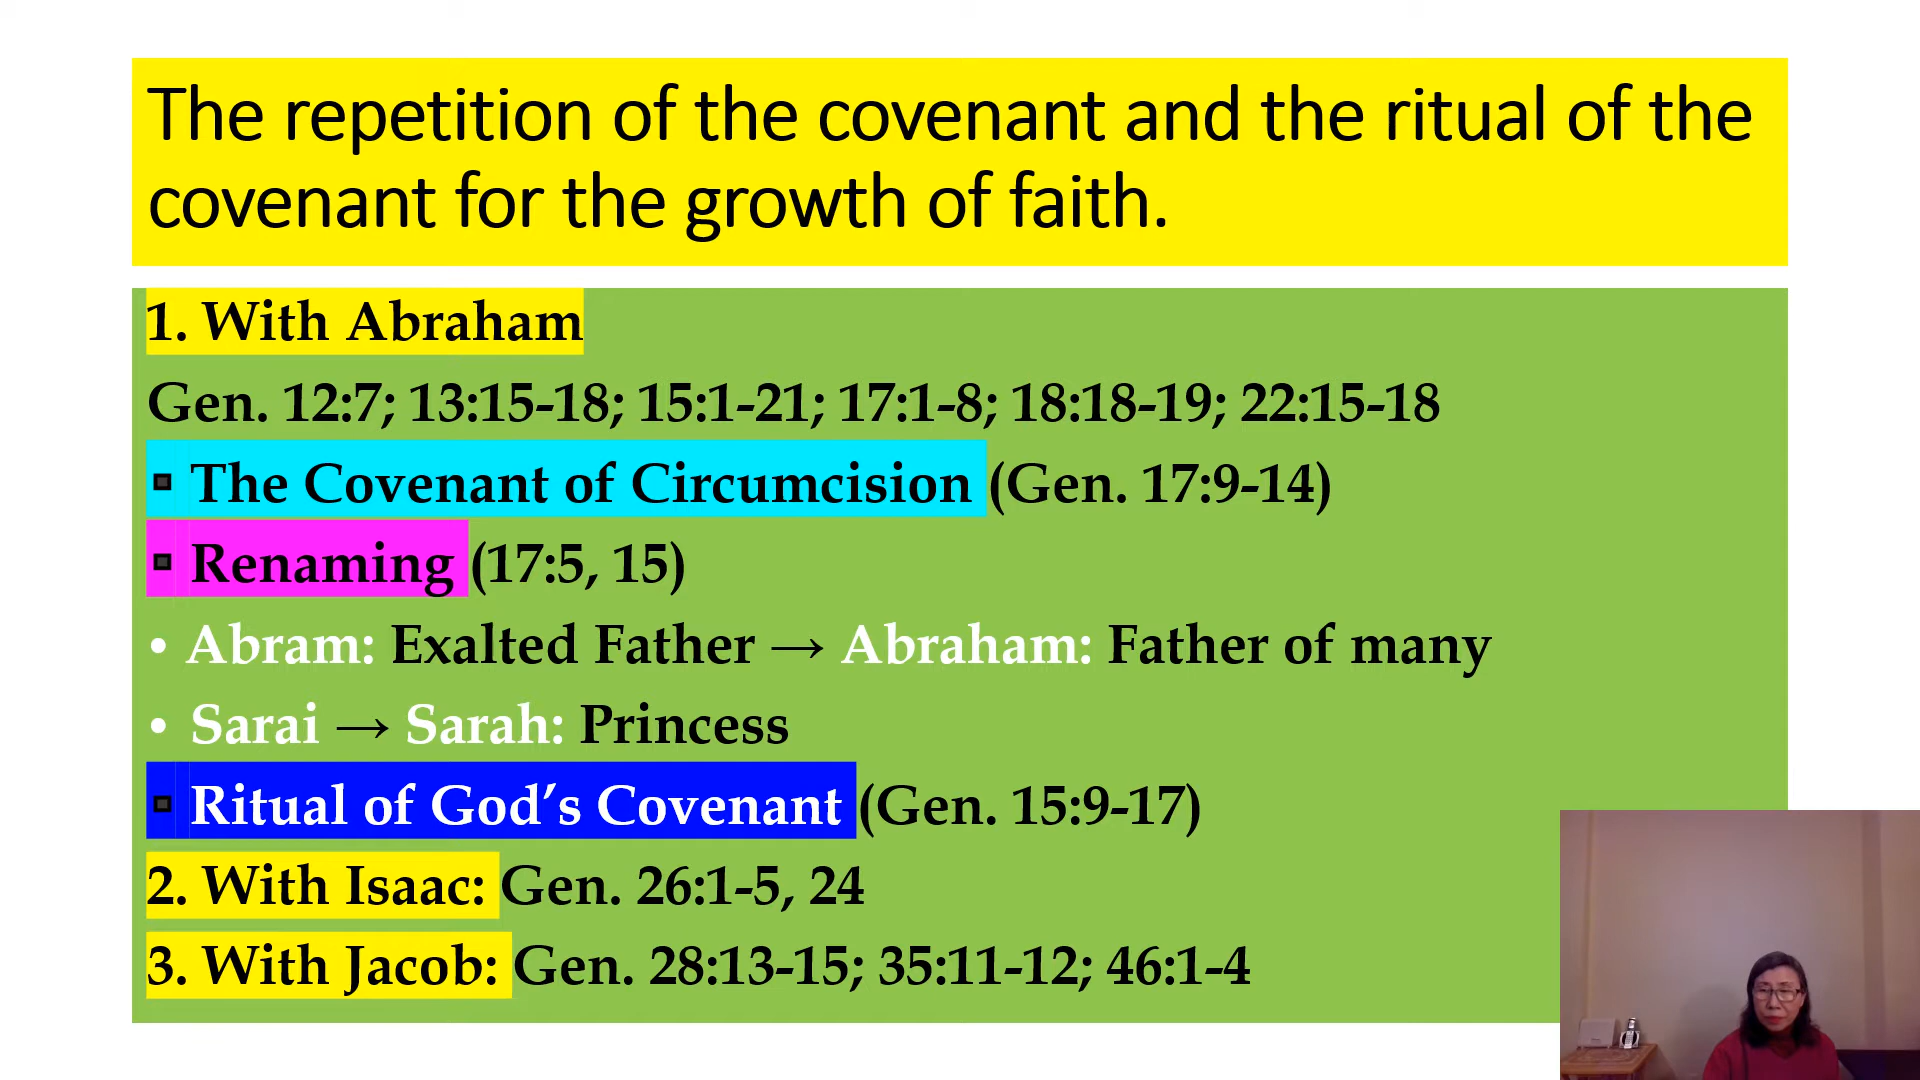 The repetition of the covenant and the ritual of the
covenant for the growth of faith.
1. With Abraham
Gen. 12:7; 13:15-18; 15:1-21; 17:1-8; 18:18-19; 22:15-18
▫ The Covenant of Circumcision (Gen. 17:9-14)
▫ Renaming (17:5, 15)
• Abram: Exalted Father → Abraham: Father of many
• Sarai → Sarah: Princess
▫ Ritual of God’s Covenant (Gen. 15:9-17)
2. With Isaac: Gen. 26:1-5, 24
3. With Jacob: Gen. 28:13-15; 35:11-12; 46:1-4